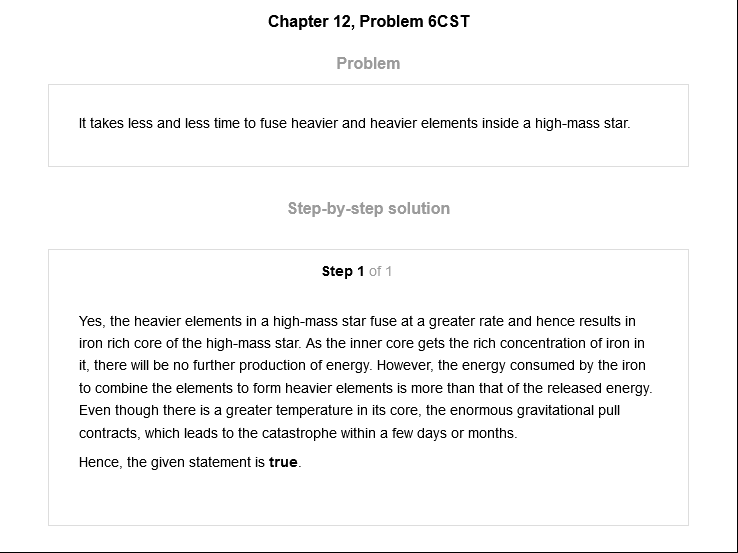 Chapter 12, Problem 6CST
Problem
It takes less and less time to fuse heavier and heavier elements inside a high-mass star.
Step-by-step solution
Step 1 of 1
Yes, the heavier elements in a high-mass star fuse at a greater rate and hence results in
iron rich core of the high-mass star. As the inner core gets the rich concentration of iron in
it, there will be no further production of energy. However, the energy consumed by the iron
to combine the elements to form heavier elements is more than that of the released energy.
Even though there is a greater temperature in its core, the enormous gravitational pull
contracts, which leads to the catastrophe within a few days or months.
Hence, the given statement is true.